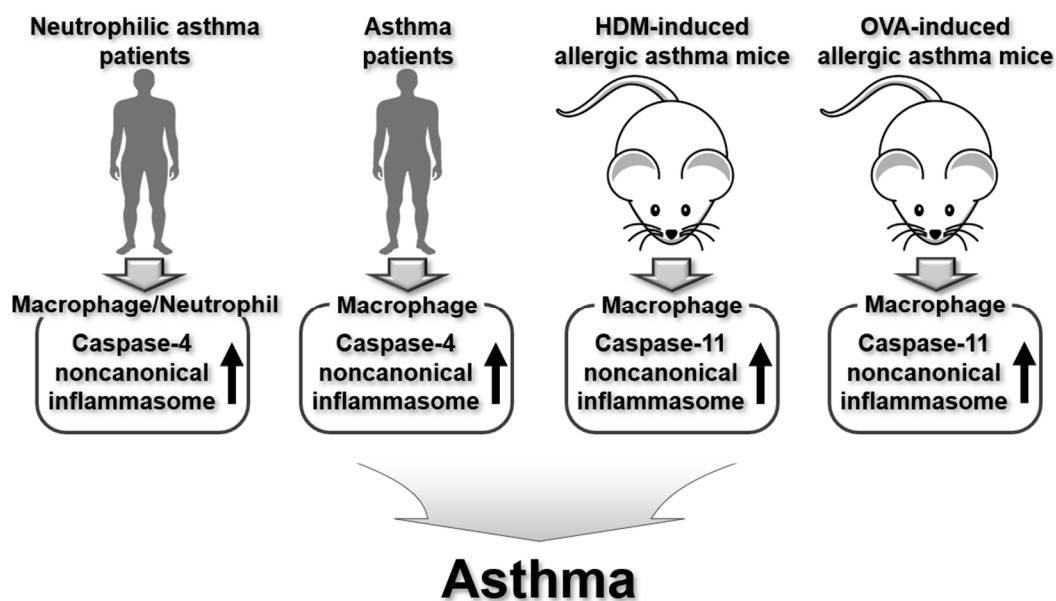 Neutrophilic asthma
patients
Asthma
patients
HDM-induced
allergic asthma mice
OVA-induced
allergic asthma mice
Macrophage/Neutrophil
Caspase-4
noncanonical
inflammasome
Macrophage
Caspase-4
noncanonical
inflammasome
Macrophage
Caspase-11
noncanonical
inflammasome
Macrophage
Caspase-11
noncanonical
inflammasome
Asthma